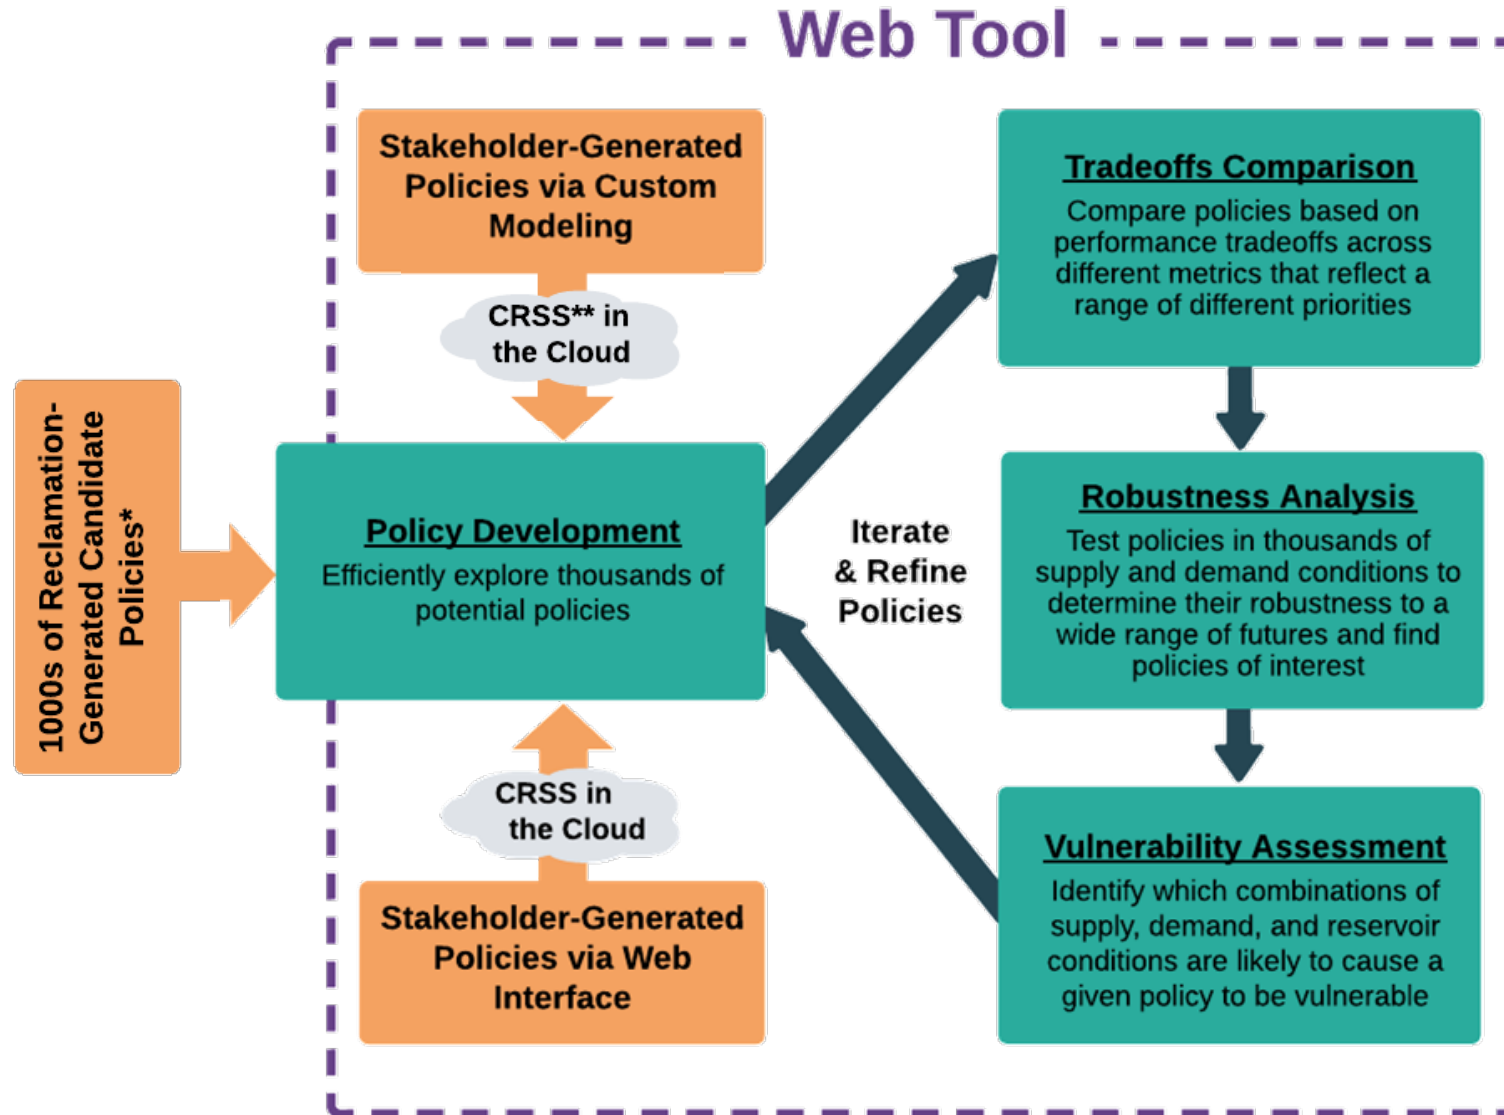 Web Tool
Stakeholder-Generated
Policies via Custom
Modeling
CRSS** in
the Cloud
1000s of Reclamation-
Generated Candidate
Policies*
Policy Development
Efficiently explore thousands of
potential policies
CRSS in
the Cloud
Stakeholder-Generated
Policies via Web
Interface
Iterate
& Refine
Policies
Tradeoffs Comparison
Compare policies based on
performance tradeoffs across
different metrics that reflect a
range of different priorities
Robustness Analysis
Test policies in thousands of
supply and demand conditions to
determine their robustness to a
wide range of futures and find
policies of interest
Vulnerability Assessment
Identify which combinations of
supply, demand, and reservoir
conditions are likely to cause a
given policy to be vulnerable